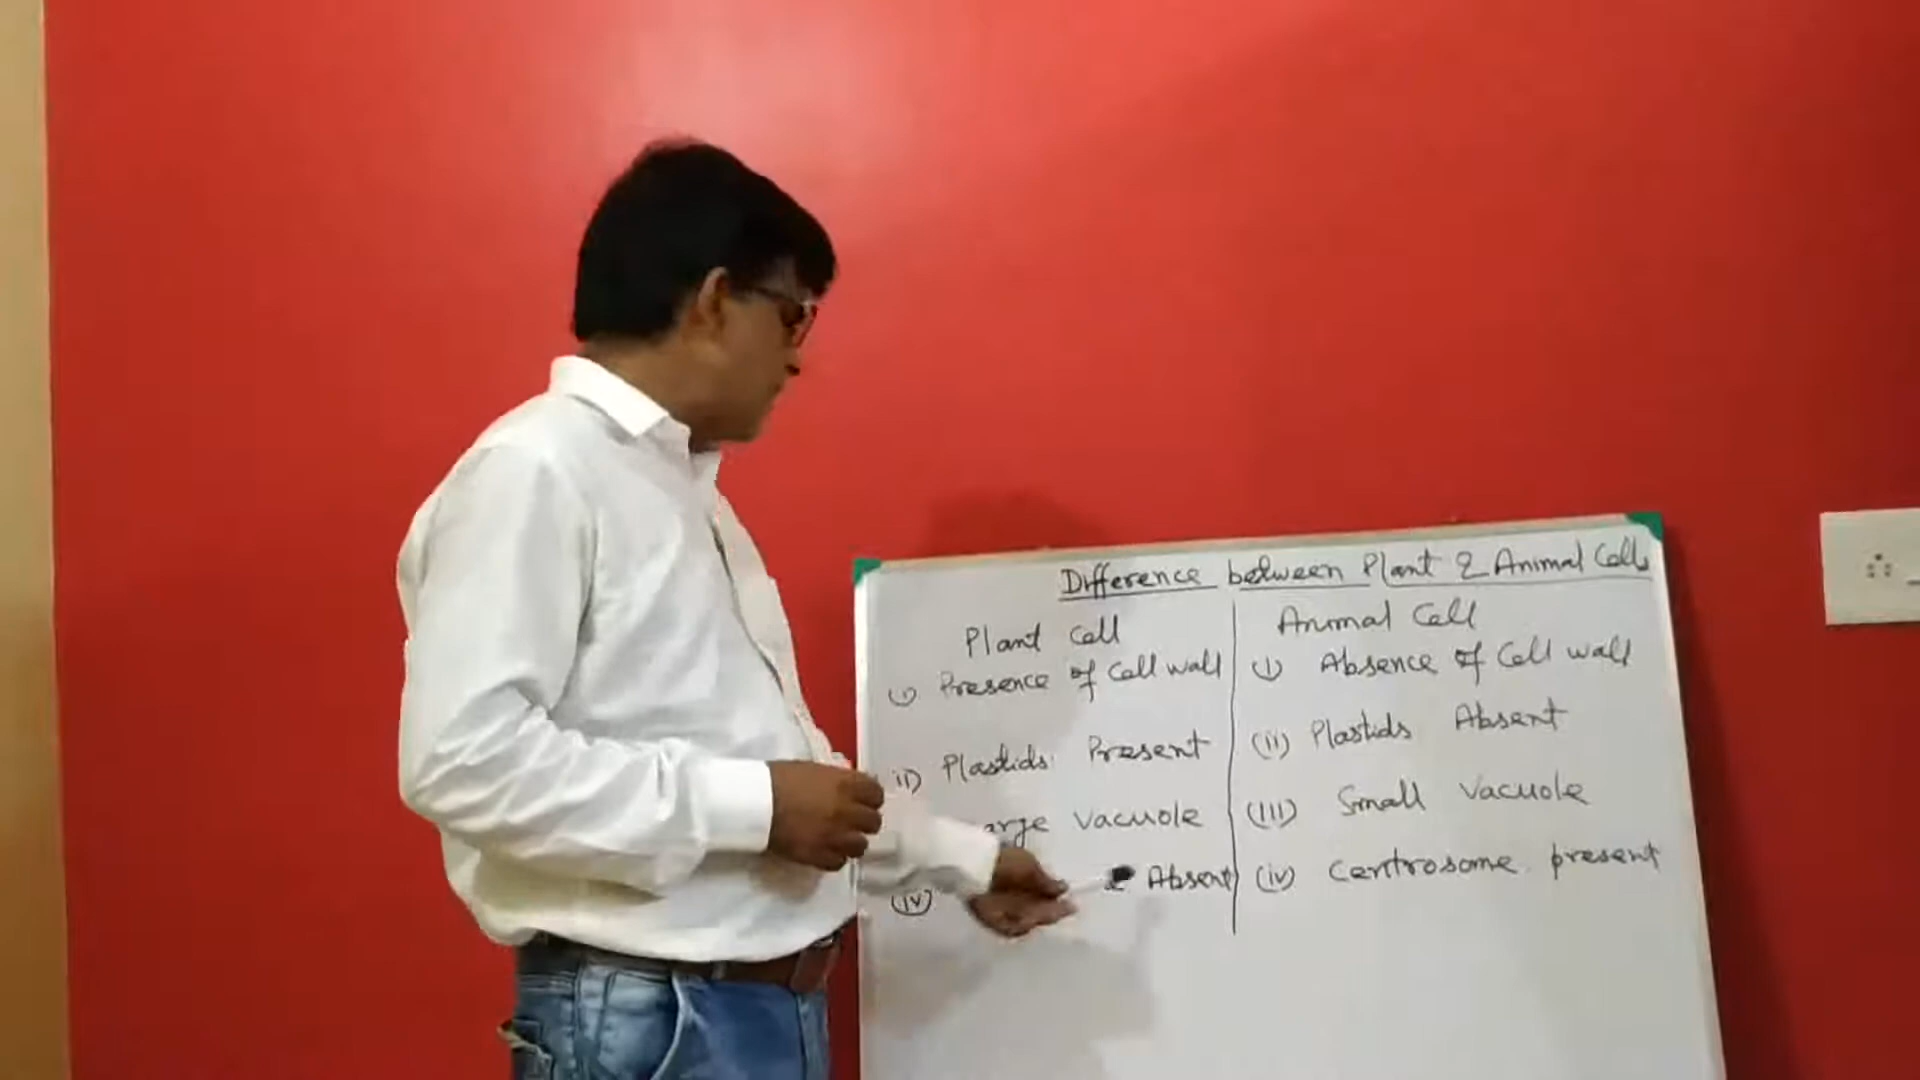 Difference between Plant & Animal Cells
Plant Cell
(i) Presence of Cell wall
ii) Plastids Present
Vacuole
(iv) Absent
Animal Cell
(i) Absence of Cell wall
(ii) Plastids Absent
(III) Small Vacuole
(iv) Centrosome present